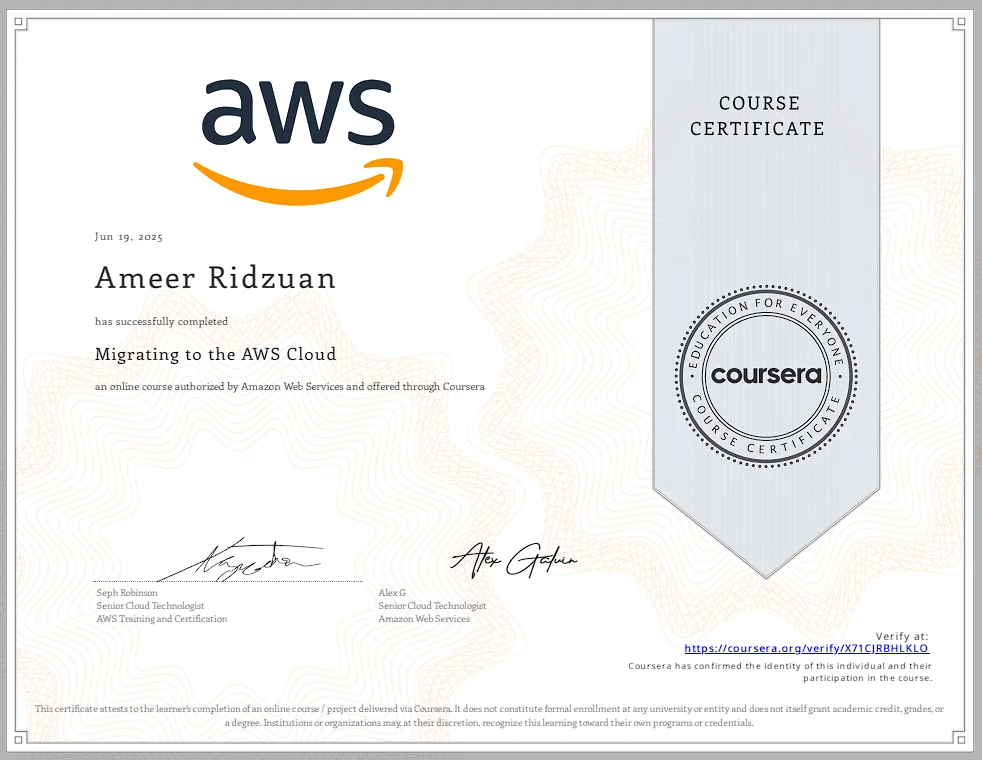 aws
COURSE
CERTIFICATE
Jun 19, 2025
Ameer Ridzuan
has successfully completed
Migrating to the AWS Cloud
an online course authorized by Amazon Web Services and offered through Coursera
EDUCATION FOR EVERYONE
coursera
COURSE CERTIFICATE
Alex Galvin
Seph Robinson
Senior Cloud Technologist
AWS Training and Certification
Alex G
Senior Cloud Technologist
Amazon Web Services
Verify at:
https://coursera.org/verify/X71CJRBHLKLO
Coursera has confirmed the identity of this individual and their
participation in the course.
This certificate attests to the learner's completion of an online course / project delivered via Coursera. It does not constitute formal enrollment at any university or entity and does not itself grant academic credit, grades, or
a degree. Institutions or organizations may, at their discretion, recognize this learning toward their own programs or credentials.